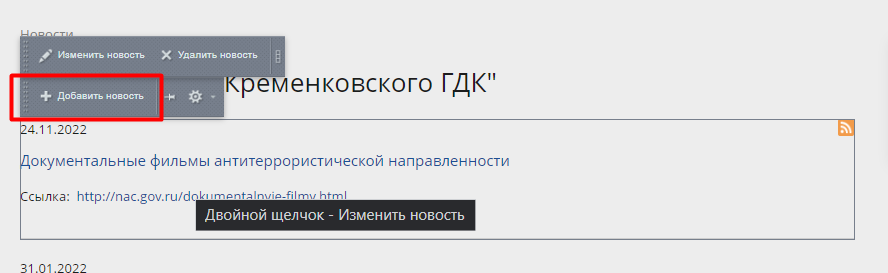 Новости
Изменить новость Удалить новость
Кременковского ГДК"
Добавить новость
24.11.2022
Документальные фильмы антитеррористической направленности
Ссылка: http://nac.gov.ru/dokumentalnyie-filmy.html
Двойной щелчок - Изменить новость
31.01.2022